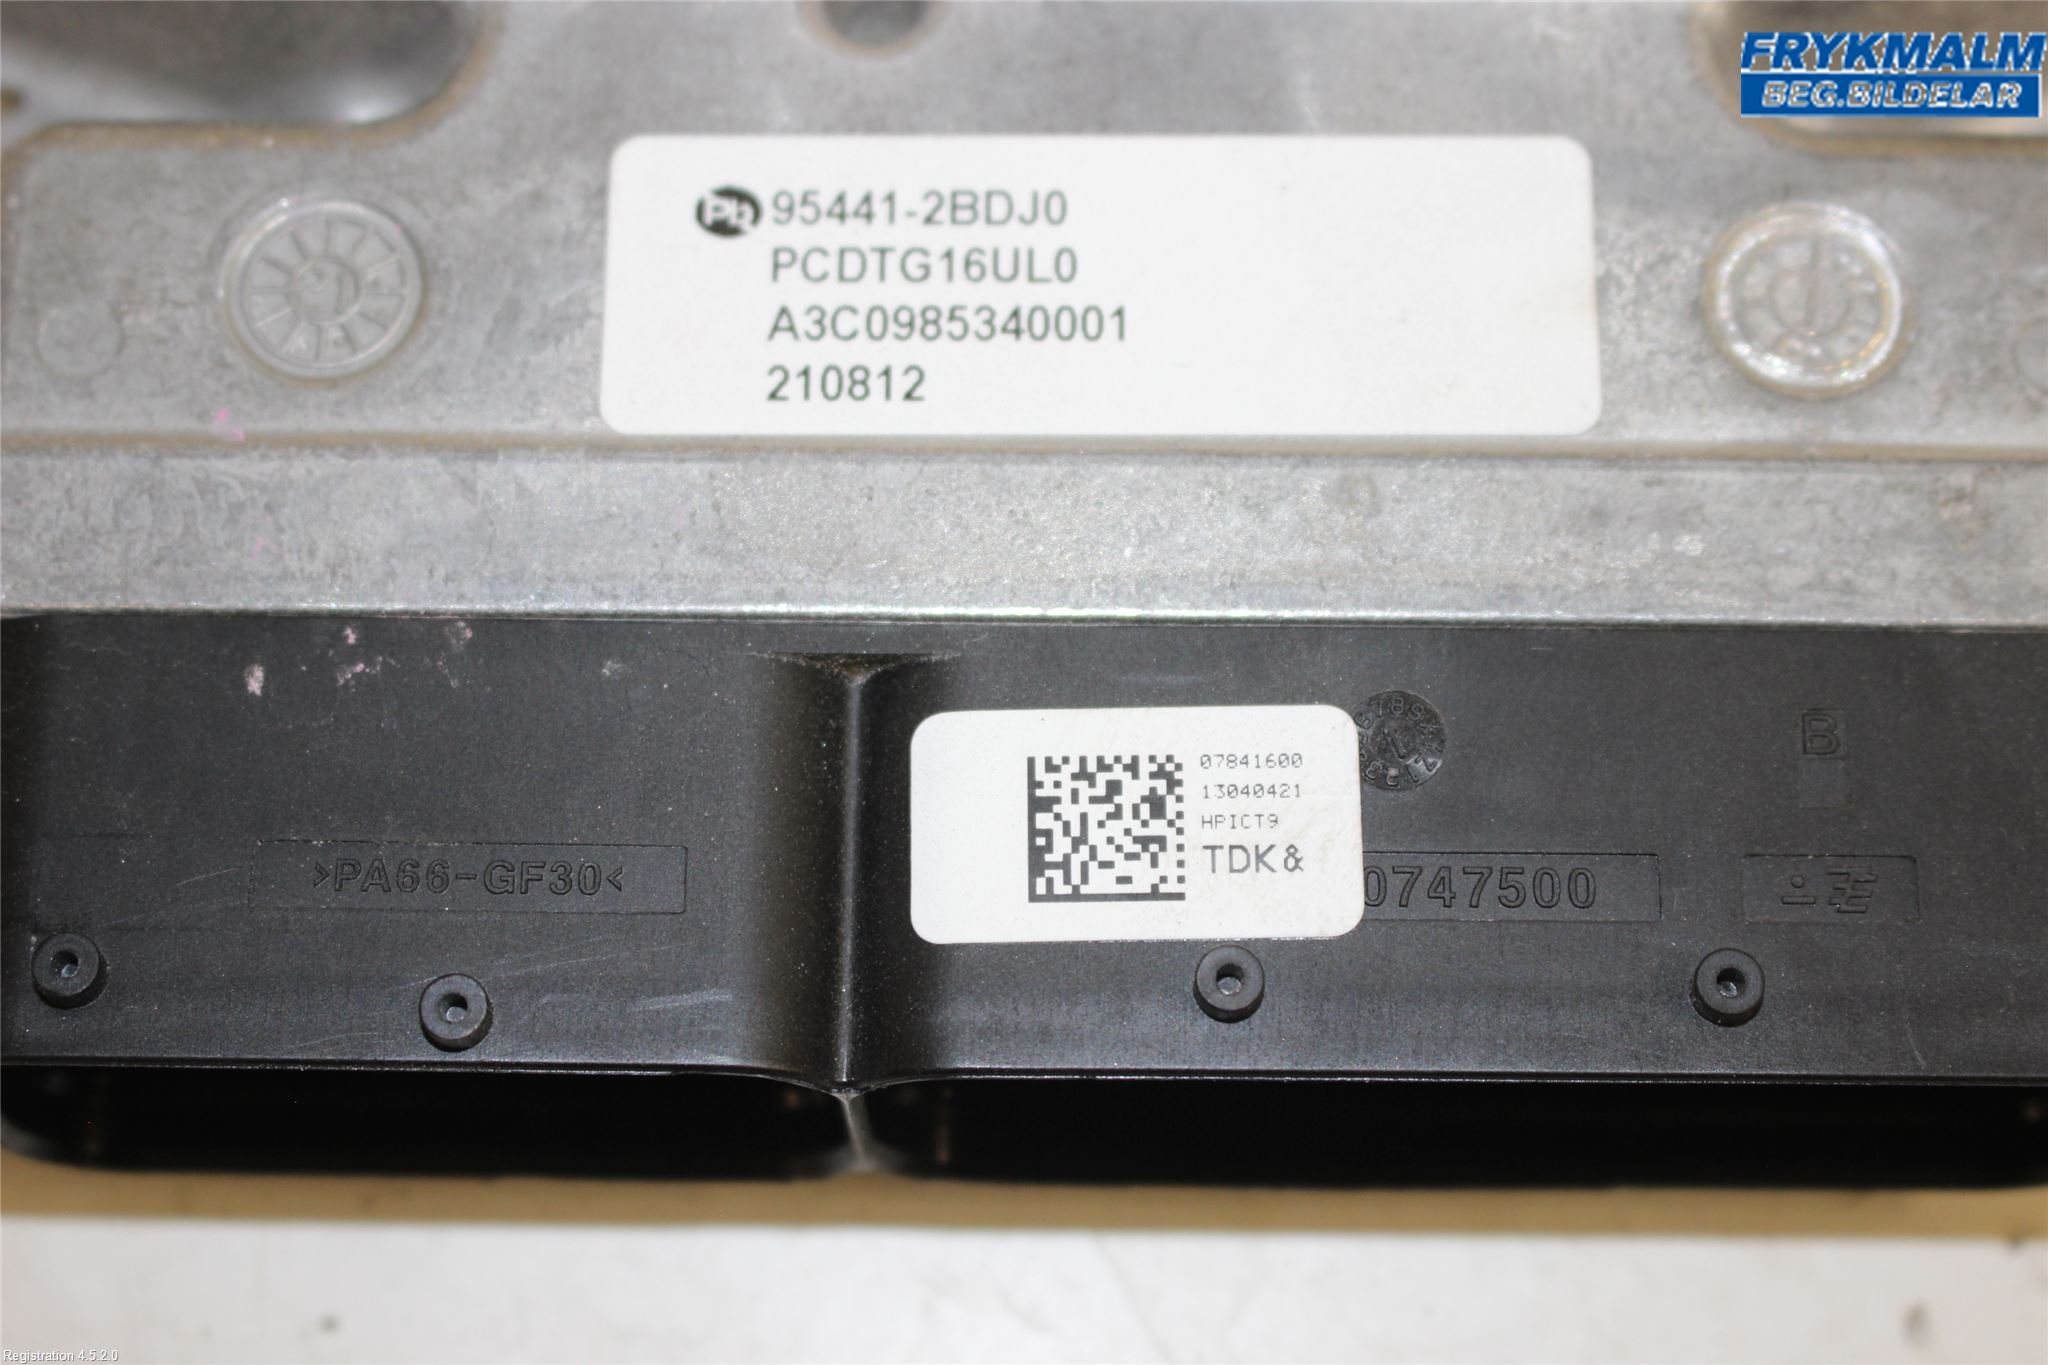 FRYKMALM
BEG.BILDELAR
Pb 95441-2BDJ0
PCDTG16UL0
A3C0985340001
210812
07841600
13040421
HPICT9
TDK&
B
>PA66-GF30<
0747500
Registration 4.5.2.0